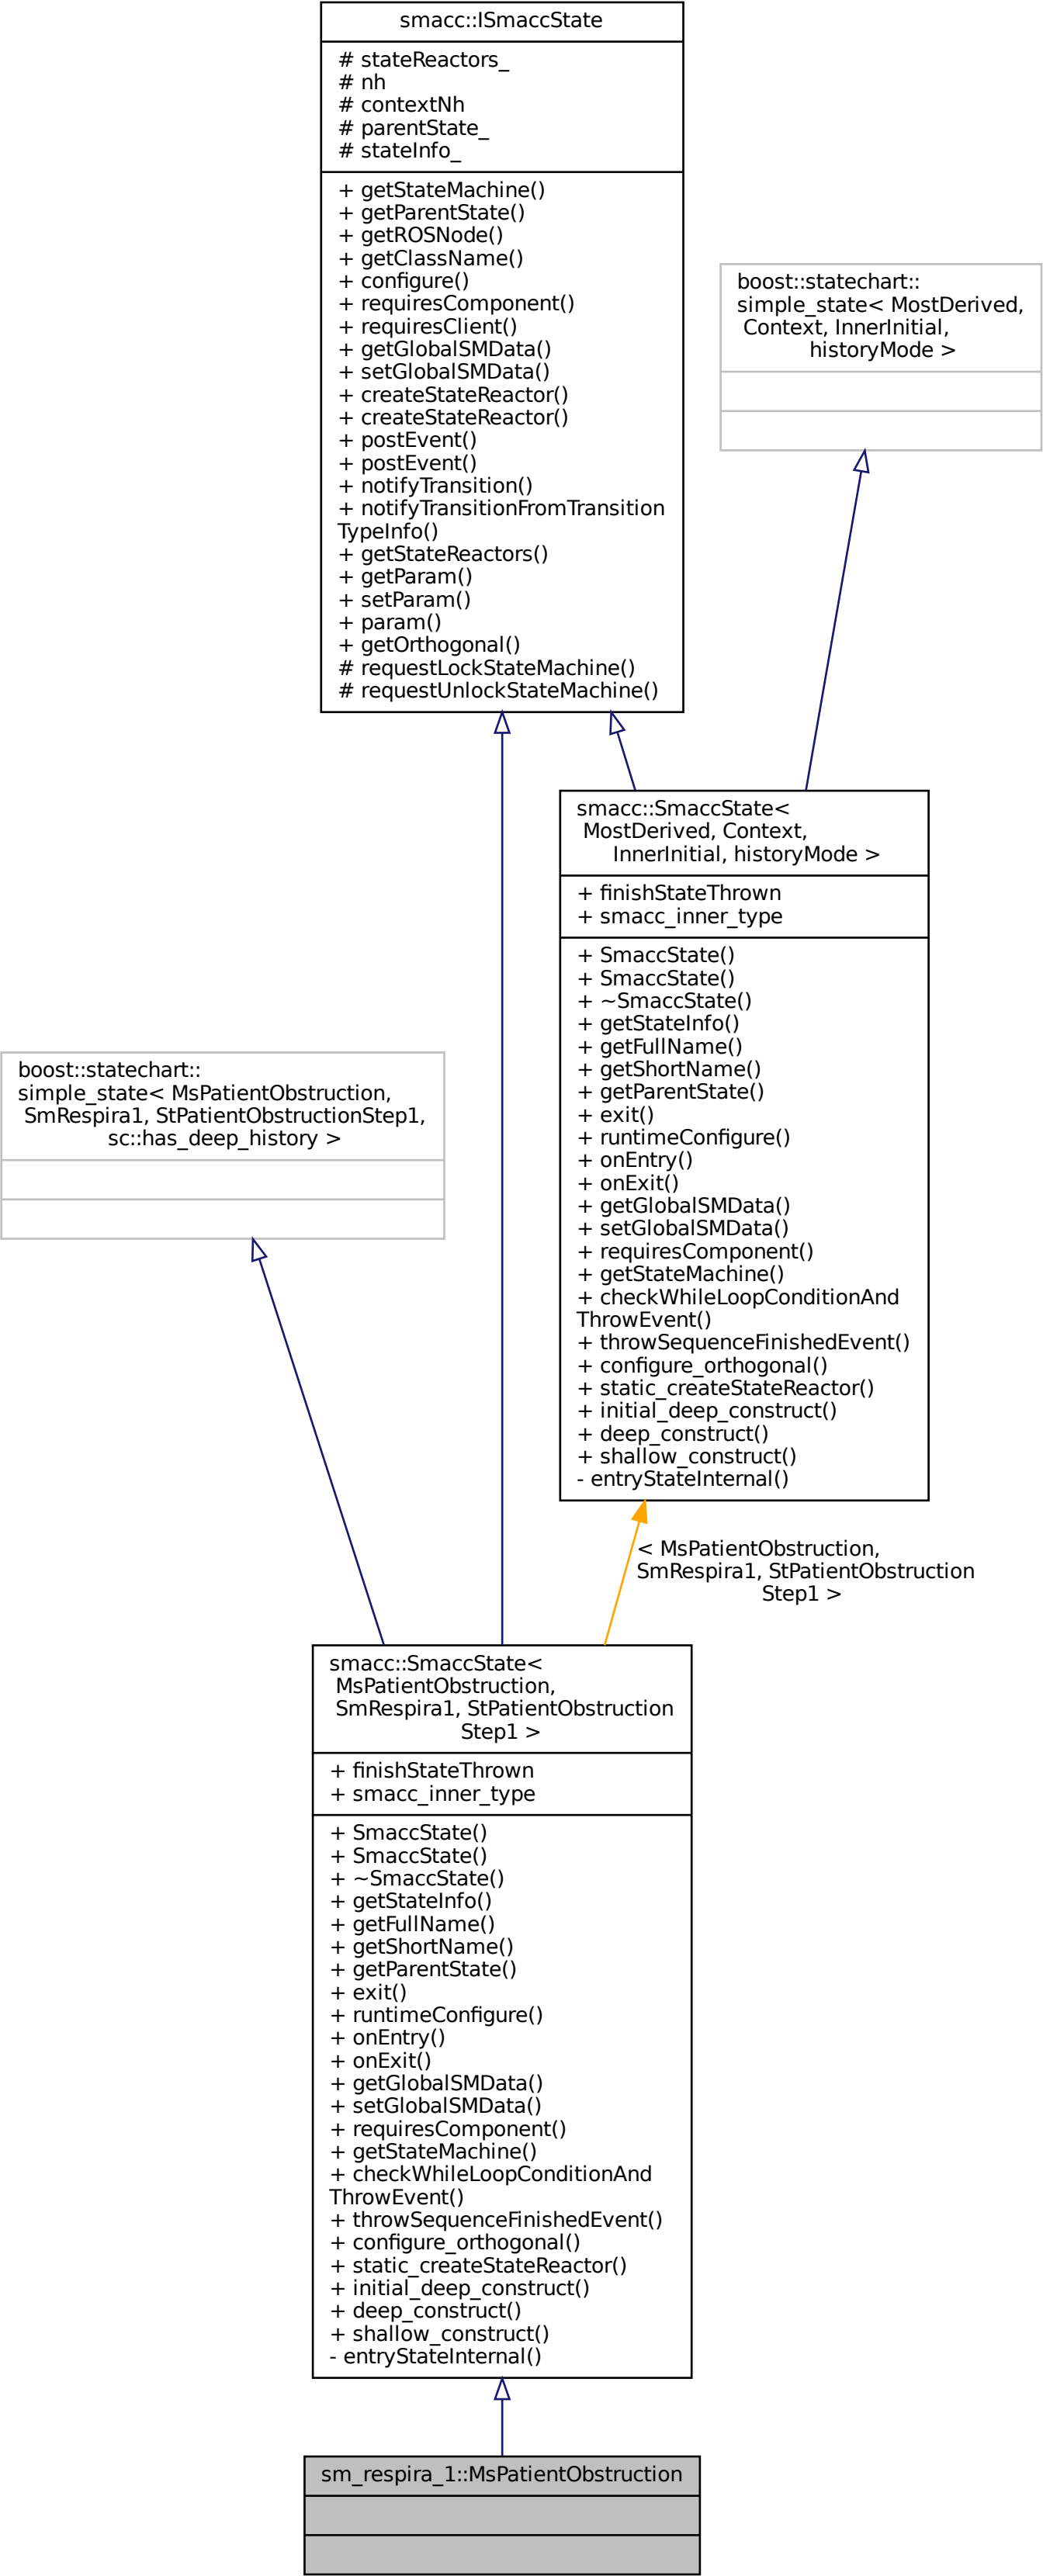 smacc::ISmaccState
# stateReactors_
# nh
# contextNh
# parentState_
# stateInfo_
+ getStateMachine()
+ getParentState()
+ getROSNode()
+ getClassName()
+ configure()
+ requiresComponent()
+ requiresClient()
+ getGlobalSMData()
+ setGlobalSMData()
+ createStateReactor()
+ createStateReactor()
+ postEvent()
+ postEvent()
+ notifyTransition()
+ notifyTransitionFromTransition
TypeInfo()
+ getStateReactors()
+ getParam()
+ setParam()
+ param()
+ getOrthogonal()
# requestLockStateMachine()
# requestUnlockStateMachine()
boost::statechart::
simple_state< MostDerived,
Context, InnerInitial,
historyMode >
smacc::SmaccState<
MostDerived, Context,
InnerInitial, historyMode >
+ finishStateThrown
+ smacc_inner_type
+ SmaccState()
+ SmaccState()
+ ~SmaccState()
+ getStateInfo()
+ getFullName()
+ getShortName()
+ getParentState()
+ exit()
+ runtimeConfigure()
+ onEntry()
+ onExit()
+ getGlobalSMData()
+ setGlobalSMData()
+ requiresComponent()
+ getStateMachine()
+ checkWhileLoopConditionAnd
ThrowEvent()
+ throwSequenceFinishedEvent()
+ configure_orthogonal()
+ static_createStateReactor()
+ initial_deep_construct()
+ deep_construct()
+ shallow_construct()
- entryStateInternal()
boost::statechart::
simple_state< MsPatientObstruction,
SmRespira1, StPatientObstructionStep1,
sc::has_deep_history >
< MsPatientObstruction,
SmRespira1, StPatientObstruction
Step1 >
smacc::SmaccState<
MsPatientObstruction,
SmRespira1, StPatientObstruction
Step1 >
+ finishStateThrown
+ smacc_inner_type
+ SmaccState()
+ SmaccState()
+ ~SmaccState()
+ getStateInfo()
+ getFullName()
+ getShortName()
+ getParentState()
+ exit()
+ runtimeConfigure()
+ onEntry()
+ onExit()
+ getGlobalSMData()
+ setGlobalSMData()
+ requiresComponent()
+ getStateMachine()
+ checkWhileLoopConditionAnd
ThrowEvent()
+ throwSequenceFinishedEvent()
+ configure_orthogonal()
+ static_createStateReactor()
+ initial_deep_construct()
+ deep_construct()
+ shallow_construct()
- entryStateInternal()
sm_respira_1::MsPatientObstruction